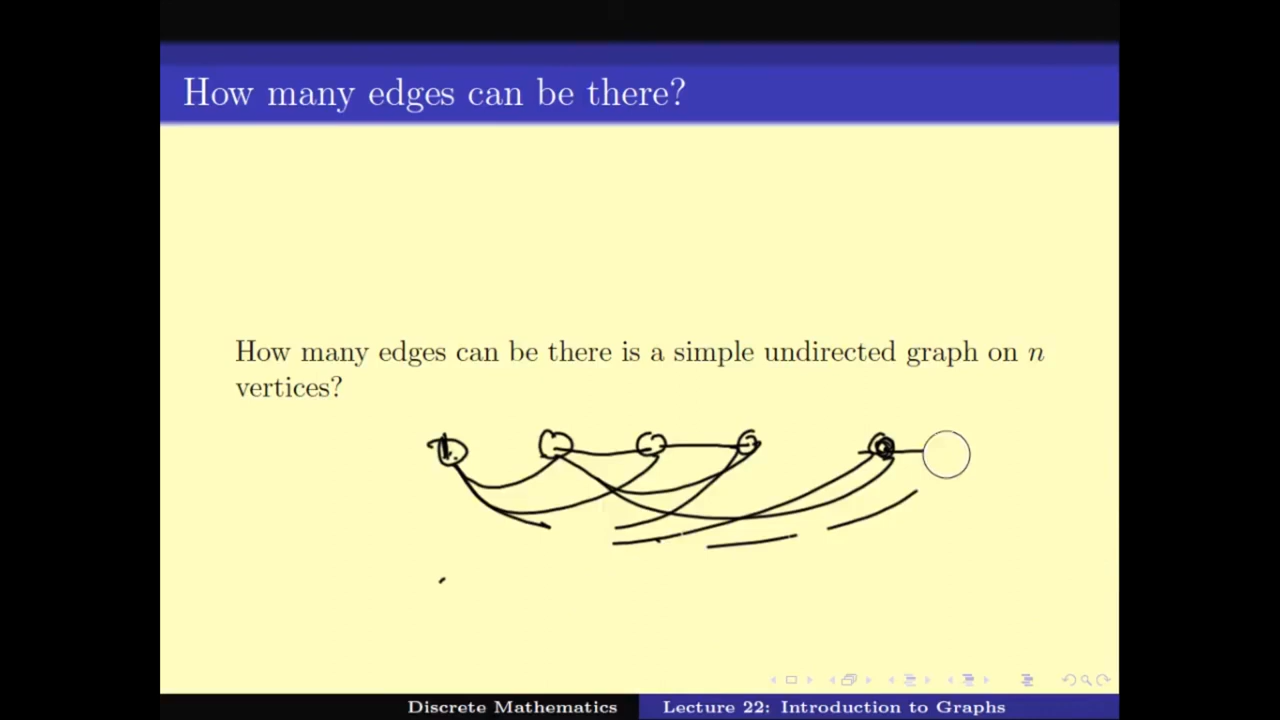 How many edges can be there?
How many edges can be there is a simple undirected graph on n
vertices?
Discrete Mathematics
Lecture 22: Introduction to Graphs